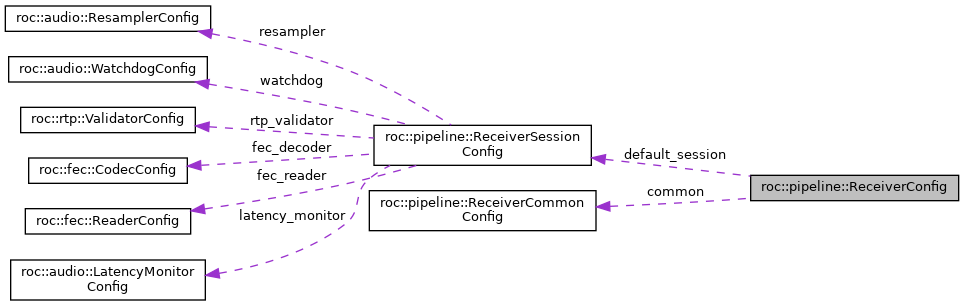 roc::audio::ResamplerConfig
resampler
roc::audio::WatchdogConfig
watchdog
roc::rtp::ValidatorConfig
rtp_validator
roc::pipeline::ReceiverSession
Config
fec_decoder
default_session
roc::fec::CodecConfig
fec_reader
roc::pipeline::ReceiverConfig
common
roc::pipeline::ReceiverCommon
Config
roc::fec::ReaderConfig
latency_monitor
roc::audio::LatencyMonitor
Config